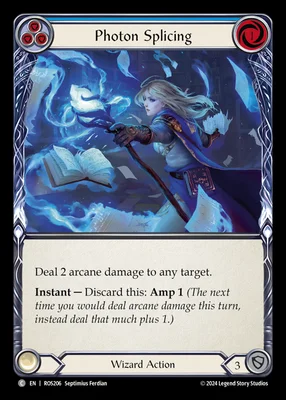 Photon Splicing
Deal 2 arcane damage to any target.
Instant — Discard this: Amp 1 (The next
time you would deal arcane damage this turn,
instead deal that much plus 1.)
Wizard Action
3
C EN | ROS206 Septimius Ferdian
©2024 Legend Story Studios